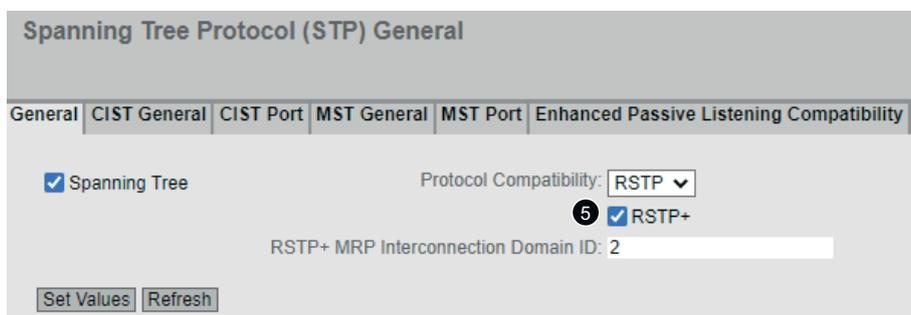 Spanning Tree Protocol (STP) General
General CIST General CIST Port MST General MST Port Enhanced Passive Listening Compatibility
Spanning Tree Protocol Compatibility: RSTP
5 RSTP+
RSTP+ MRP Interconnection Domain ID: 2
Set Values Refresh